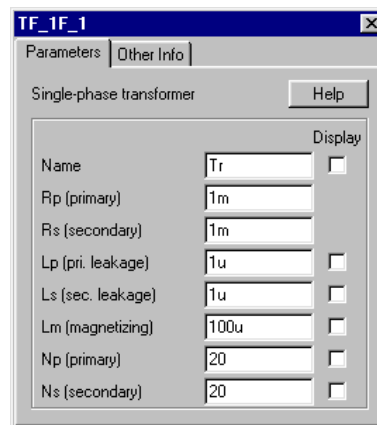 TF_1F_1
Parameters Other Info
Single-phase transformer Help
Display
Name Tr
Rp (primary) 1m
Rs (secondary) 1m
Lp (pri. leakage) 1u
Ls (sec. leakage) 1u
Lm (magnetizing) 100u
Np (primary) 20
Ns (secondary) 20